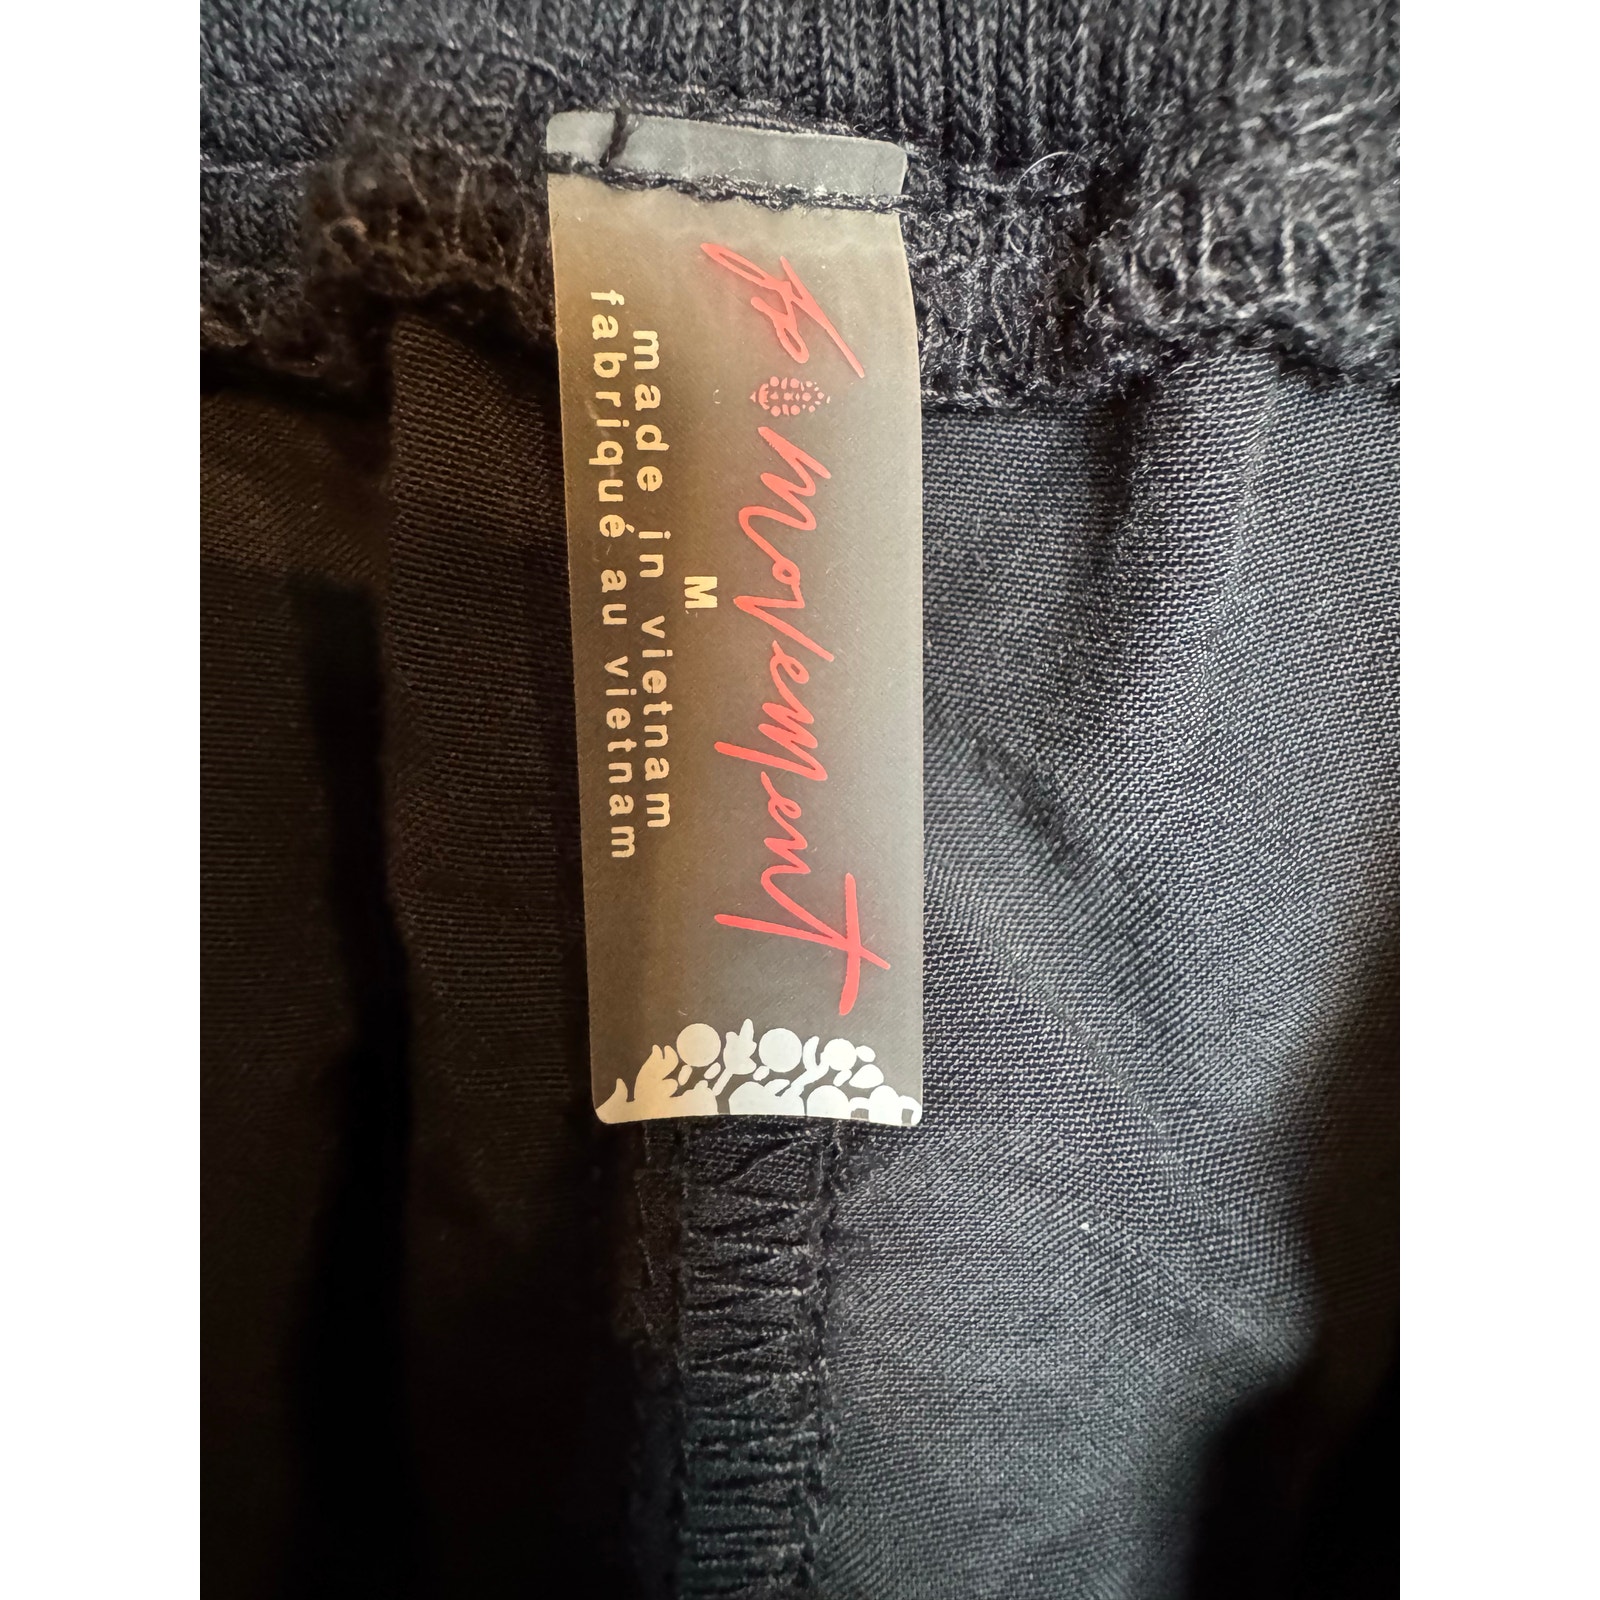 fp movement
M
made in vietnam
fabriqué au vietnam